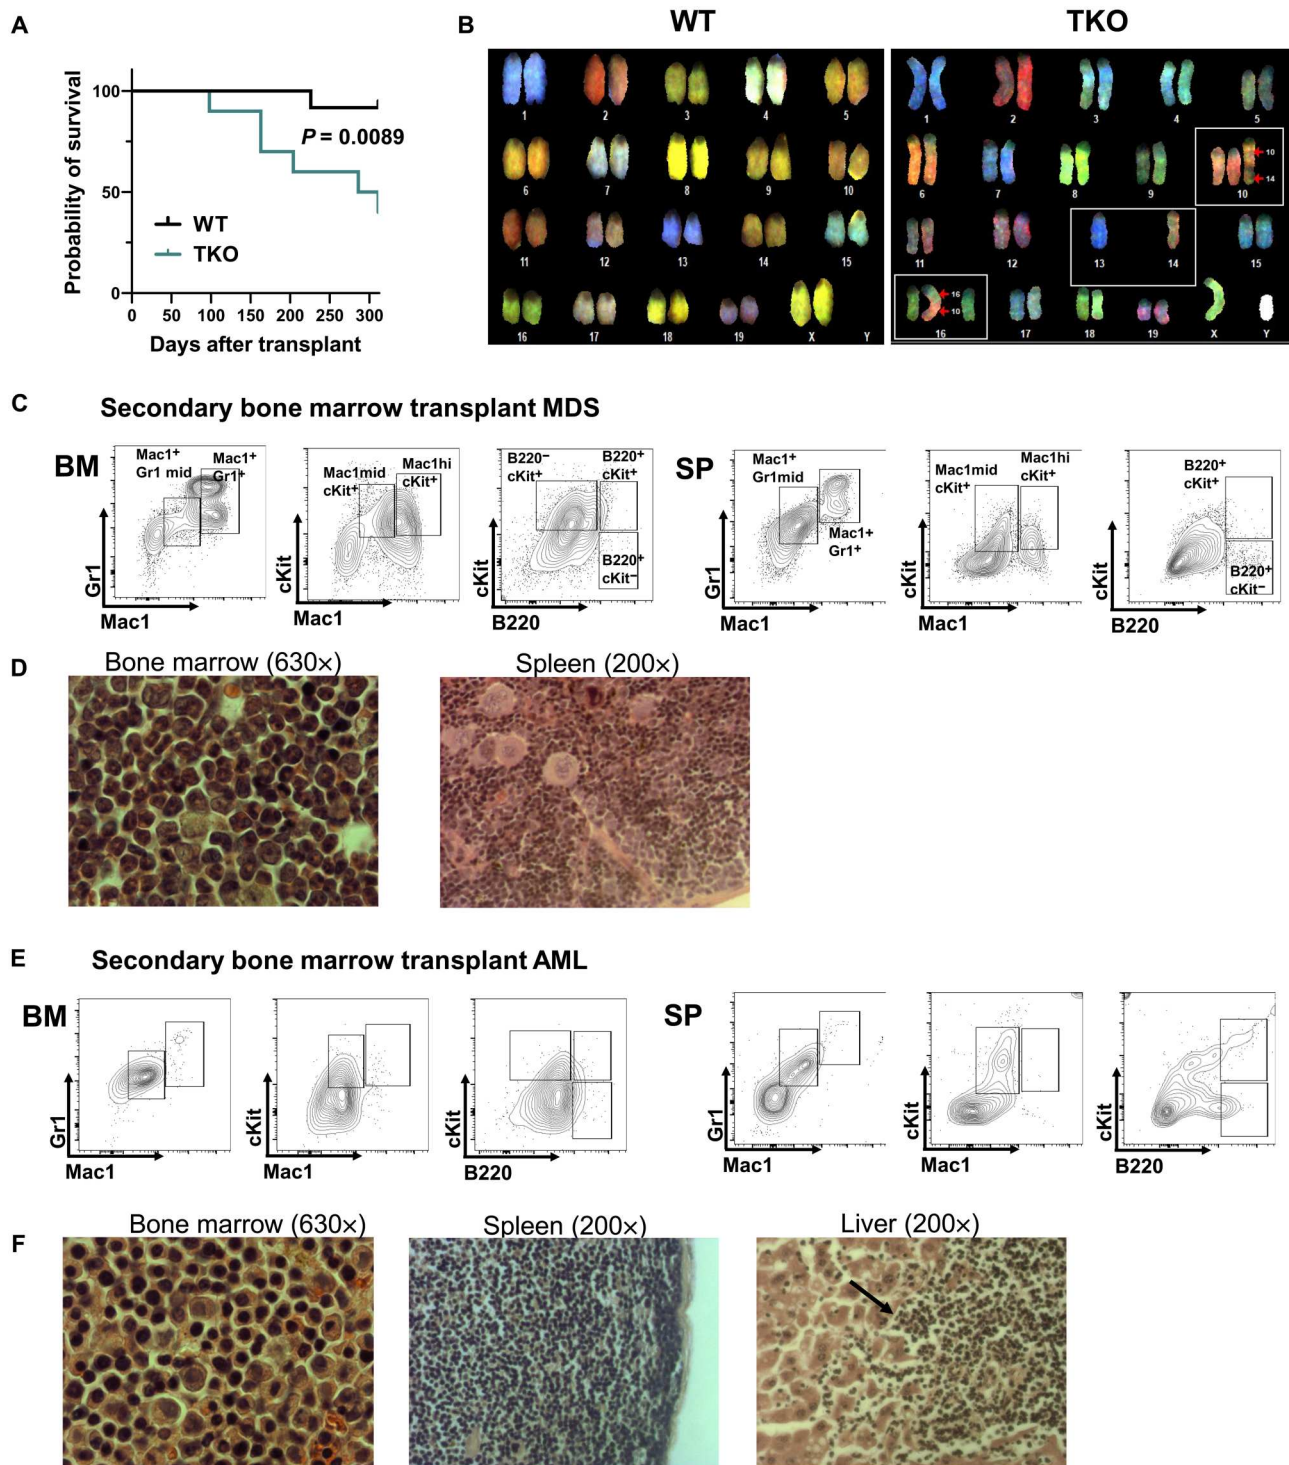 A
B
WT
TKO
Probability of survival
100
50
0
P = 0.0089
WT
TKO
0 50 100 150 200 250 300
Days after transplant
1 2 3 4 5
6 7 8 9 10
11 12 13 14 15
16 17 18 19 X Y
1 2 3 4 5
10
14
6 7 8 9 10
11 12 13 14 15
16
10
16 17 18 19 X Y
C
Secondary bone marrow transplant MDS
BM
Mac1+
Gr1 mid
Mac1+
Gr1+
Gr1
Mac1
Mac1mid
cKit+
Mac1hi
cKit+
cKit
Mac1
B220−
cKit+
B220+
cKit+
B220+
cKit−
cKit
B220
SP
Mac1+
Gr1mid
Mac1+
Gr1+
Gr1
Mac1
Mac1mid
cKit+
Mac1hi
cKit+
cKit
Mac1
B220+
cKit+
B220+
cKit−
cKit
B220
D
Bone marrow (630×)
Spleen (200×)
E
Secondary bone marrow transplant AML
BM
Gr1
Mac1
cKit
Mac1
cKit
B220
SP
Gr1
Mac1
cKit
Mac1
cKit
B220
F
Bone marrow (630×)
Spleen (200×)
Liver (200×)